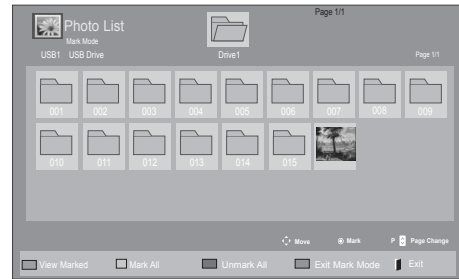 Page 1/1
Photo List
Mark Mode
USB1 USB Drive
Drive1
Page 1/1
001 002 003 004 005 006 007 008 009
010 011 012 013 014 015
Move Mark P Page Change
View Marked Mark All Unmark All Exit Mark Mode Exit